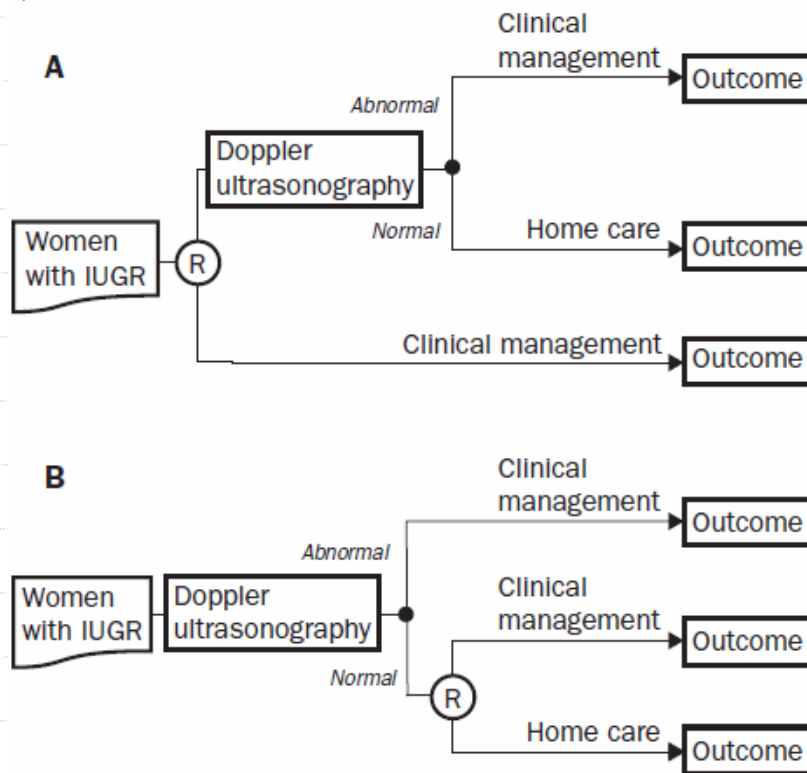 A
Clinical
management
Outcome
Abnormal
Doppler
ultrasonography
Normal
Home care
Outcome
Women
with IUGR
R
Clinical management
Outcome
B
Clinical
management
Outcome
Abnormal
Women
with IUGR
Doppler
ultrasonography
Clinical
management
Outcome
Normal
R
Home care
Outcome